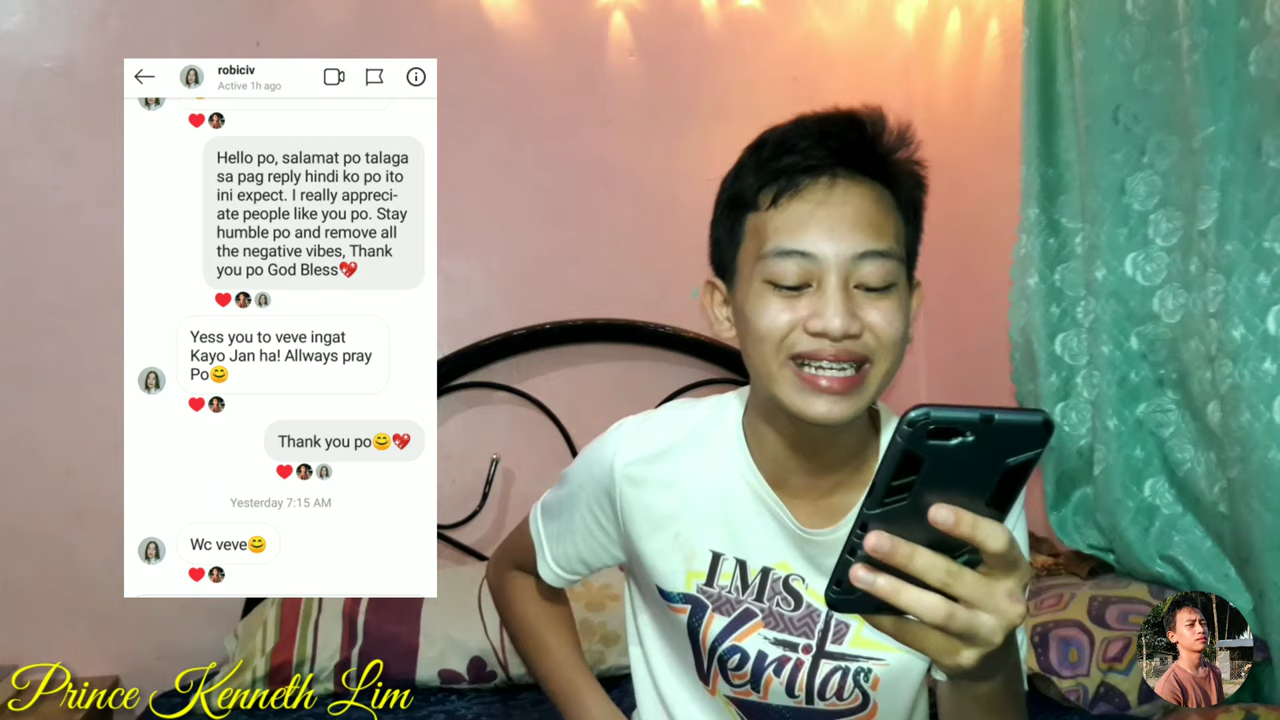 robiciv
Active 1h ago
Hello po, salamat po talaga
sa pag reply hindi ko po ito
ini expect. I really appreci-
ate people like you po. Stay
humble po and remove all
the negative vibes, Thank
you po God Bless💖
Yess you to veve ingat
Kayo Jan ha! Allways pray
Po😊
Thank you po😊💖
Yesterday 7:15 AM
Wc veve😊
IMS
Veritas
Prince Kenneth Lim